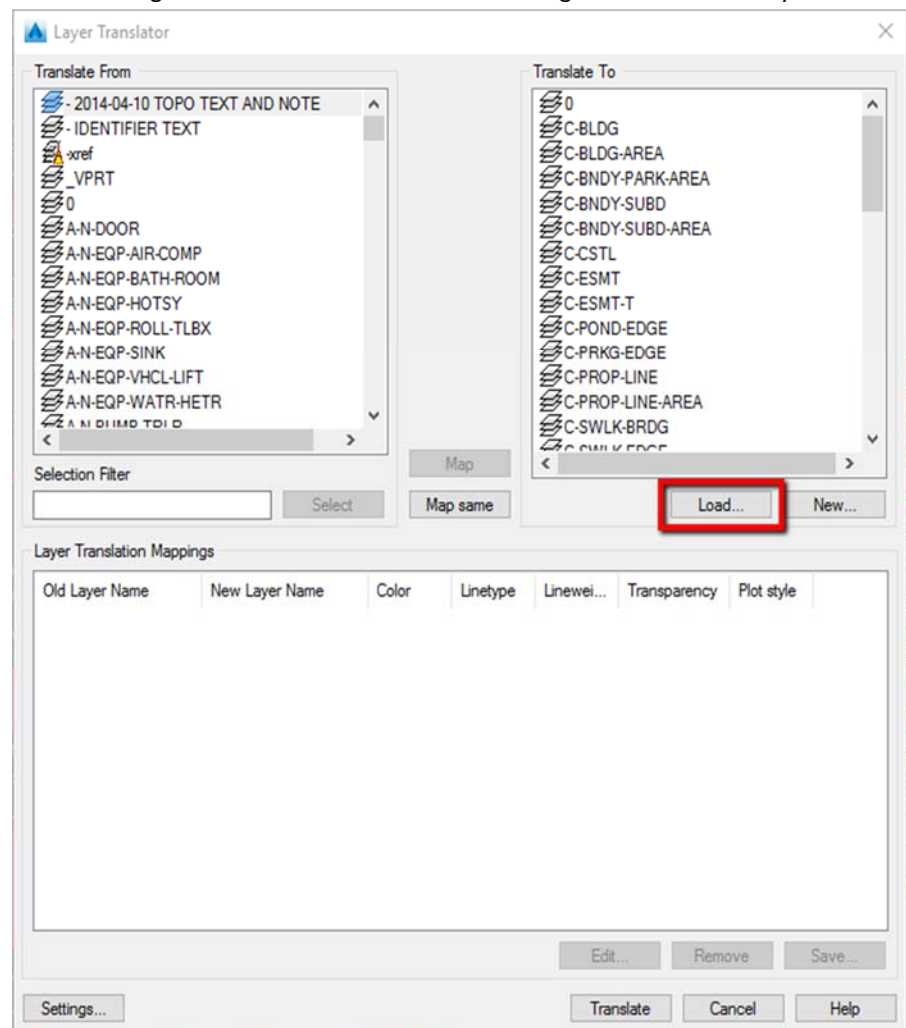 Layer Translator
Translate From
- 2014-04-10 TOPO TEXT AND NOTE
- IDENTIFIER TEXT
-xref
_VPRT
0
A-N-DOOR
A-N-EQP-AIR-COMP
A-N-EQP-BATH-ROOM
A-N-EQP-HOTSY
A-N-EQP-ROLL-TLBX
A-N-EQP-SINK
A-N-EQP-VHCL-LIFT
A-N-EQP-WATR-HETR
A-N-PUMP-TRLR
Selection Filter
Select
Map
Map same
Translate To
0
C-BLDG
C-BLDG-AREA
C-BNDY-PARK-AREA
C-BNDY-SUBD
C-BNDY-SUBD-AREA
C-CSTL
C-ESMT
C-ESMT-T
C-POND-EDGE
C-PRKG-EDGE
C-PROP-LINE
C-PROP-LINE-AREA
C-SWLK-BRDG
C-SWLK-EDGE
Load... New...
Layer Translation Mappings
Old Layer Name New Layer Name Color Linetype Linewei... Transparency Plot style
Edit... Remove Save...
Settings... Translate Cancel Help